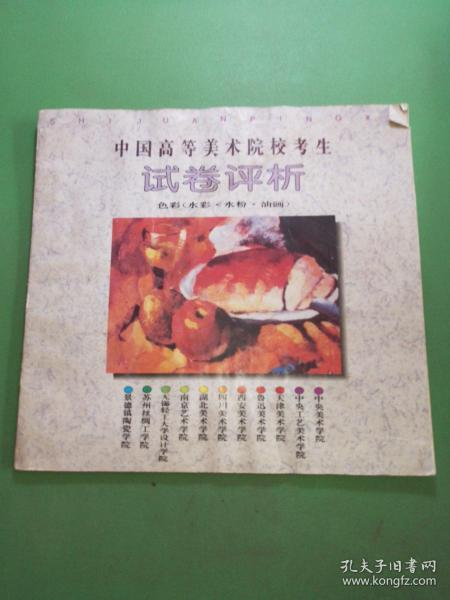 SHIJUANPINGX
中国高等美术院校考生
试卷评析
色彩(水彩<水粉·油画)
中央美术学院
中央工艺美术学院
天津美术学院
鲁迅美术学院
西安美术学院
四川美术学院
湖北美术学院
南京艺术学院
无锡轻工大学设计学院
苏州丝绸工学院
景德镇陶瓷学院
孔夫子旧书网
www.kongfz.com